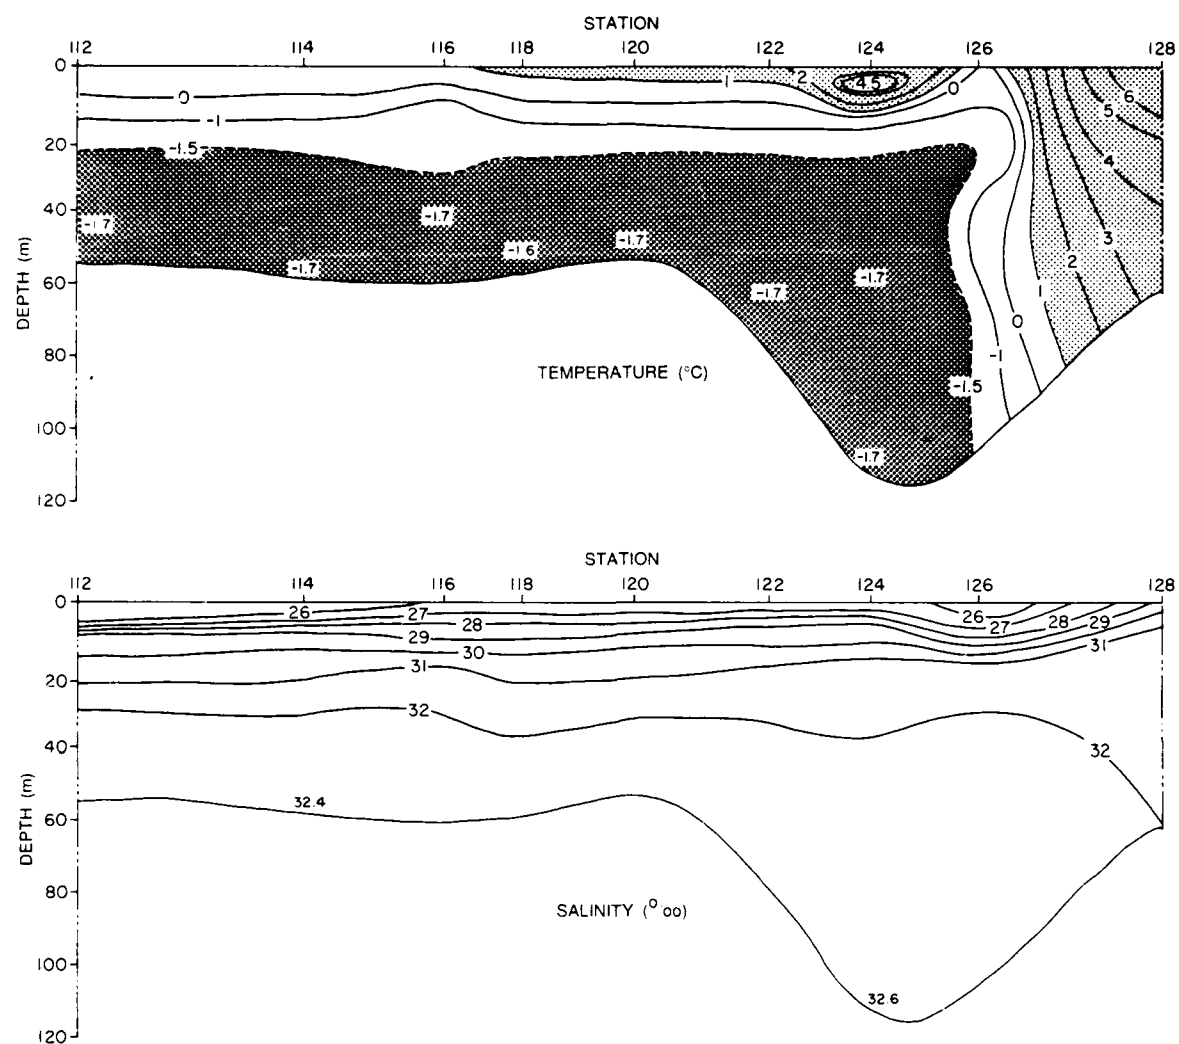 STATION
112 114 116 118 120 122 124 126 128
0
20
40
60
80
100
120
DEPTH (m)
1 2 4.5 0 6
0 5
-1
-1.5 4
-1.7 -1.7 -1.7 3
-1.6
-1.7 -1.7 2
-1.7 1
0
-1
TEMPERATURE (°C)
-1.5
-1.7
STATION
112 114 116 118 120 122 124 126 128
0
20
40
60
80
100
120
DEPTH (m)
26 27 26
28 27 28 29
29
30 31
31
32
32
32.4
SALINITY (O/oo)
32.6